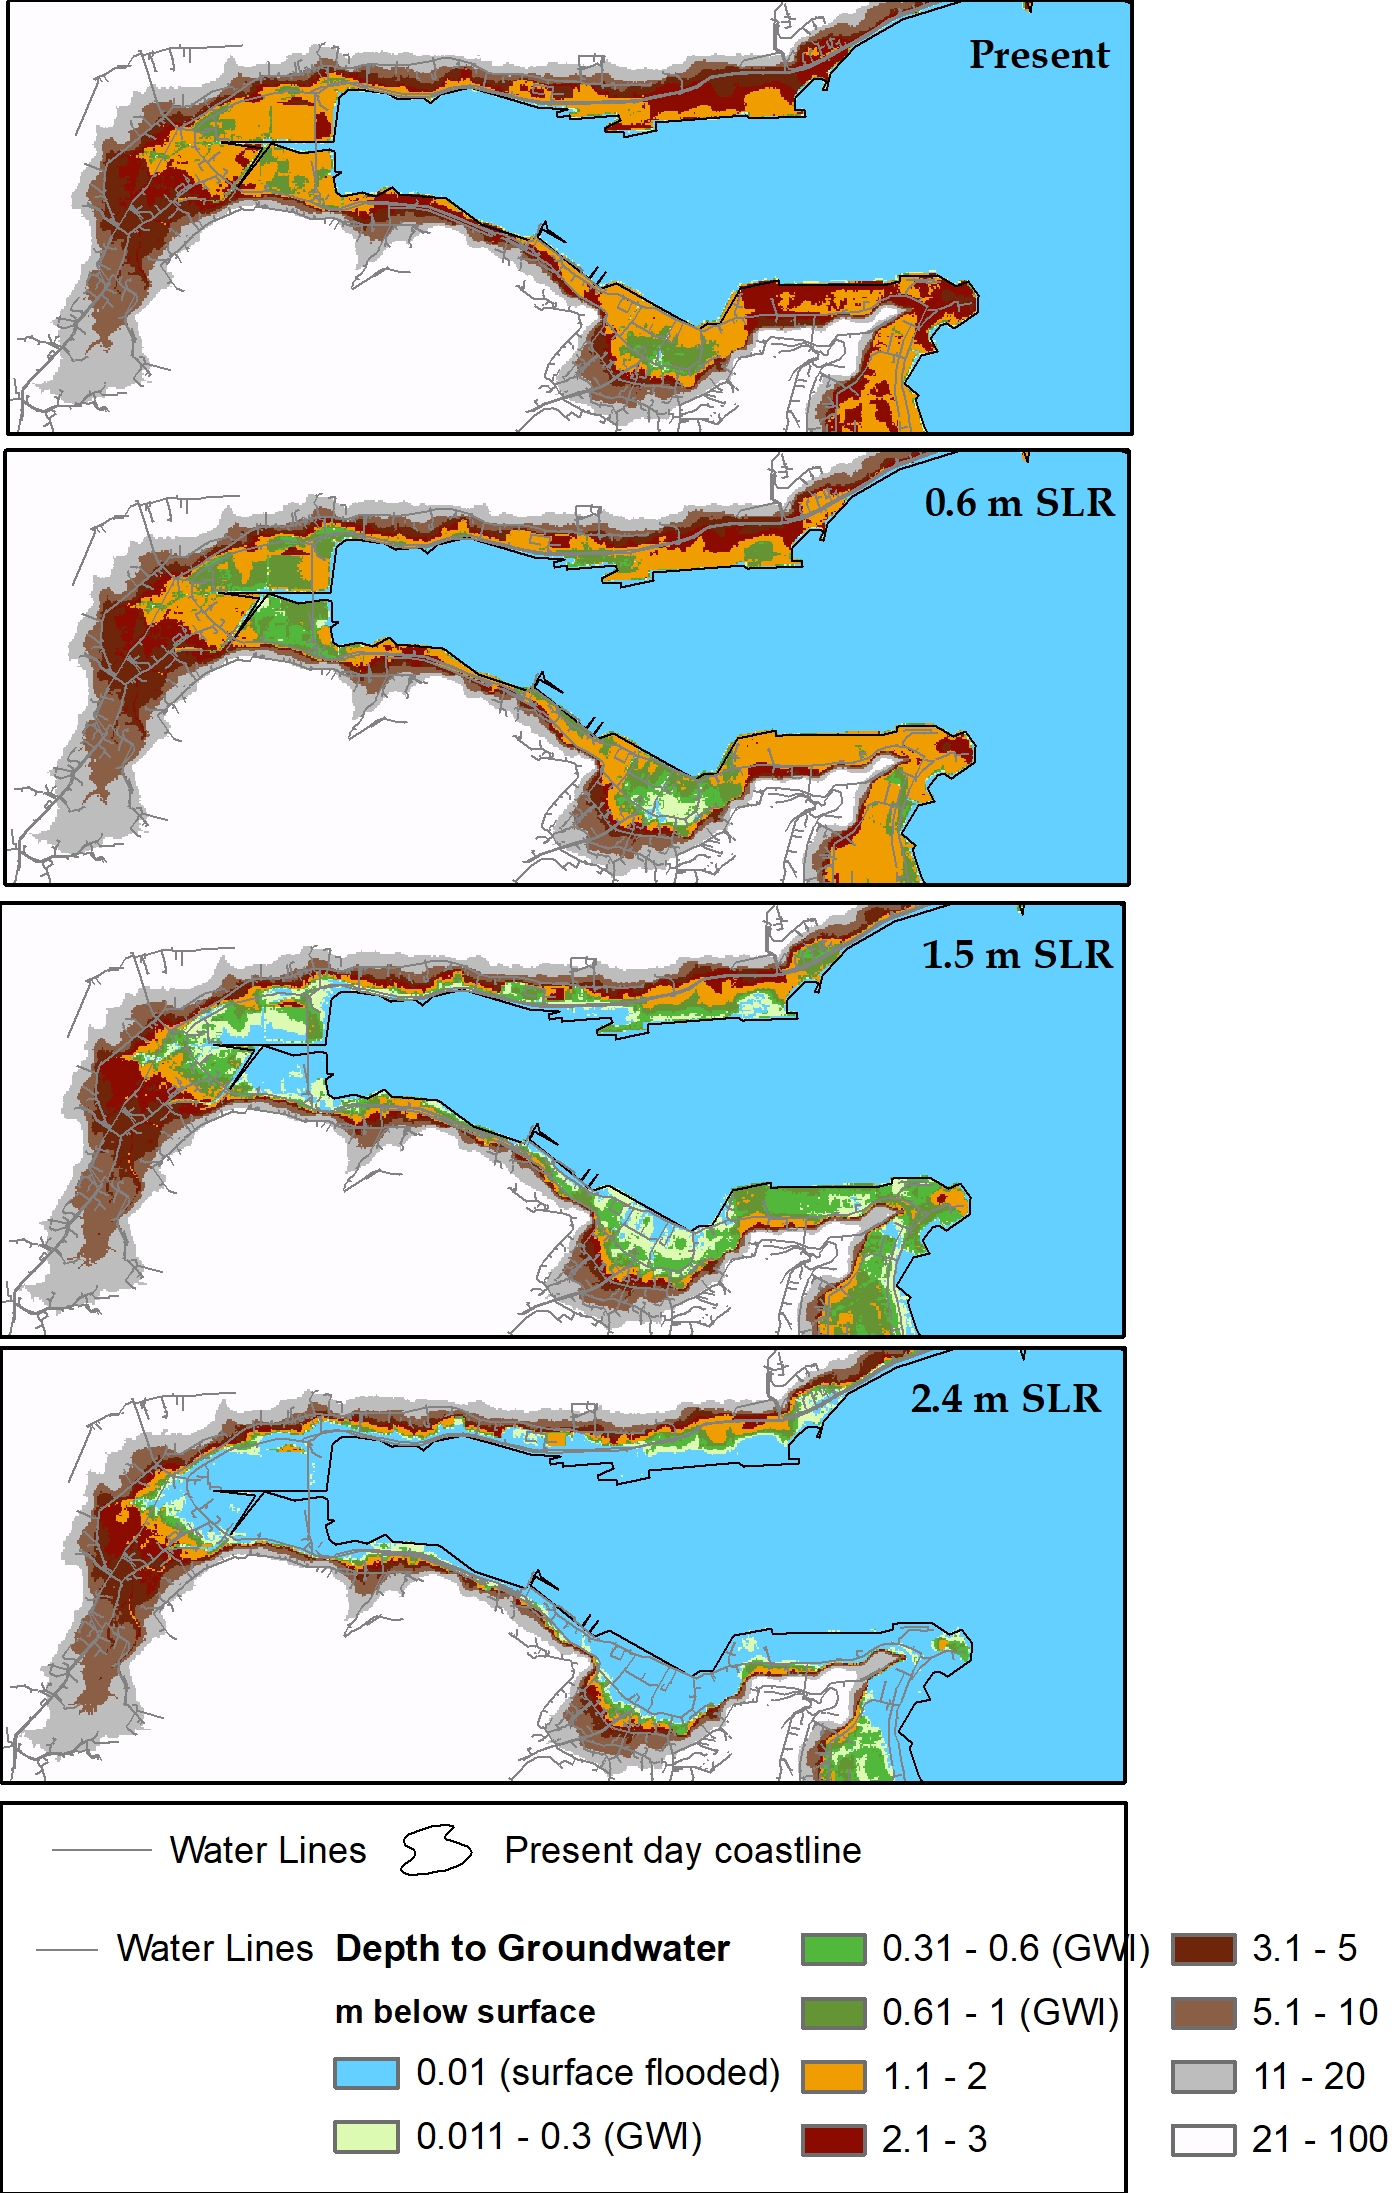 Present
0.6 m SLR
1.5 m SLR
2.4 m SLR
Water Lines Present day coastline
Water Lines Depth to Groundwater
m below surface
0.01 (surface flooded)
0.011 - 0.3 (GWI)
0.31 - 0.6 (GWI)
0.61 - 1 (GWI)
1.1 - 2
2.1 - 3
3.1 - 5
5.1 - 10
11 - 20
21 - 100